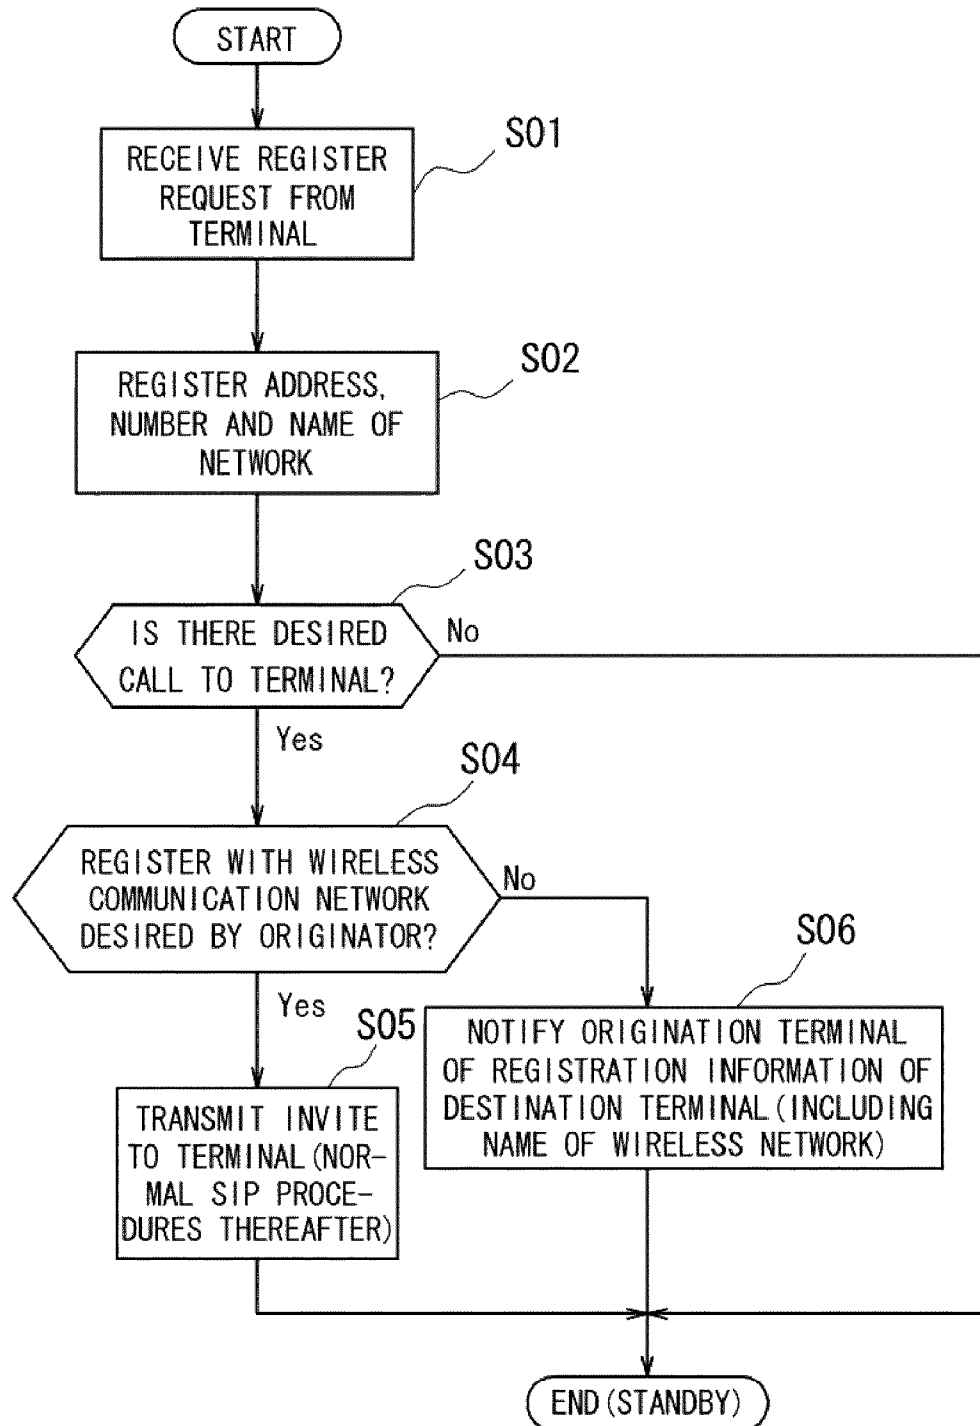 START
S01
RECEIVE REGISTER
REQUEST FROM
TERMINAL
S02
REGISTER ADDRESS,
NUMBER AND NAME OF
NETWORK
S03
IS THERE DESIRED
CALL TO TERMINAL?
No
Yes
S04
REGISTER WITH WIRELESS
COMMUNICATION NETWORK
DESIRED BY ORIGINATOR?
No
Yes
S05
TRANSMIT INVITE
TO TERMINAL(NOR-
MAL SIP PROCE-
DURES THEREAFTER)
S06
NOTIFY ORIGINATION TERMINAL
OF REGISTRATION INFORMATION OF
DESTINATION TERMINAL(INCLUDING
NAME OF WIRELESS NETWORK)
END(STANDBY)